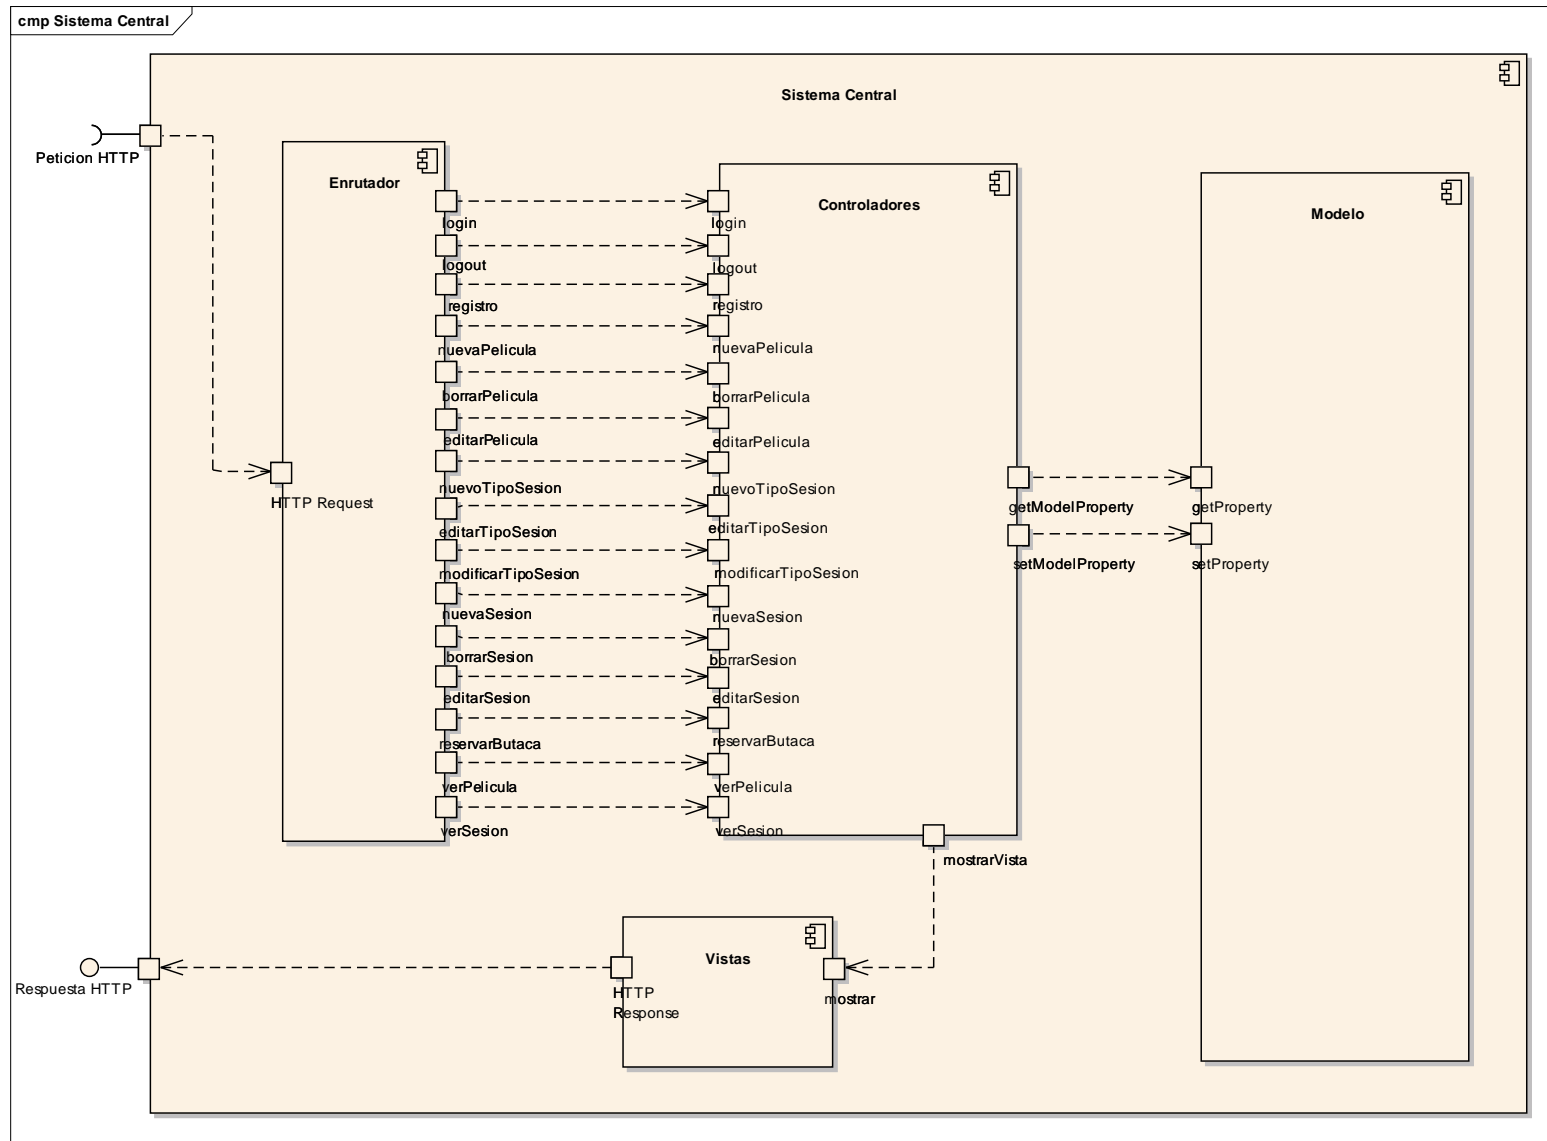 cmp Sistema Central
Sistema Central
Peticion HTTP
Enrutador
login
logout
registro
nuevaPelicula
borrarPelicula
editarPelicula
nuevoTipoSesion
editarTipoSesion
modificarTipoSesion
nuevaSesion
borrarSesion
editarSesion
reservarButaca
verPelicula
verSesion
HTTP Request
Controladores
login
logout
registro
nuevaPelicula
borrarPelicula
editarPelicula
nuevoTipoSesion
editarTipoSesion
modificarTipoSesion
nuevaSesion
borrarSesion
editarSesion
reservarButaca
verPelicula
verSesion
getModelProperty
setModelProperty
mostrarVista
Modelo
getProperty
setProperty
Vistas
HTTP
Response
mostrar
Respuesta HTTP